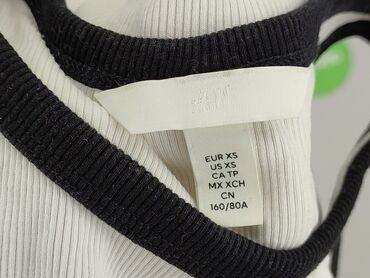 H&M
EUR XS
US XS
CA TP
MX XCH
CN
160/80A